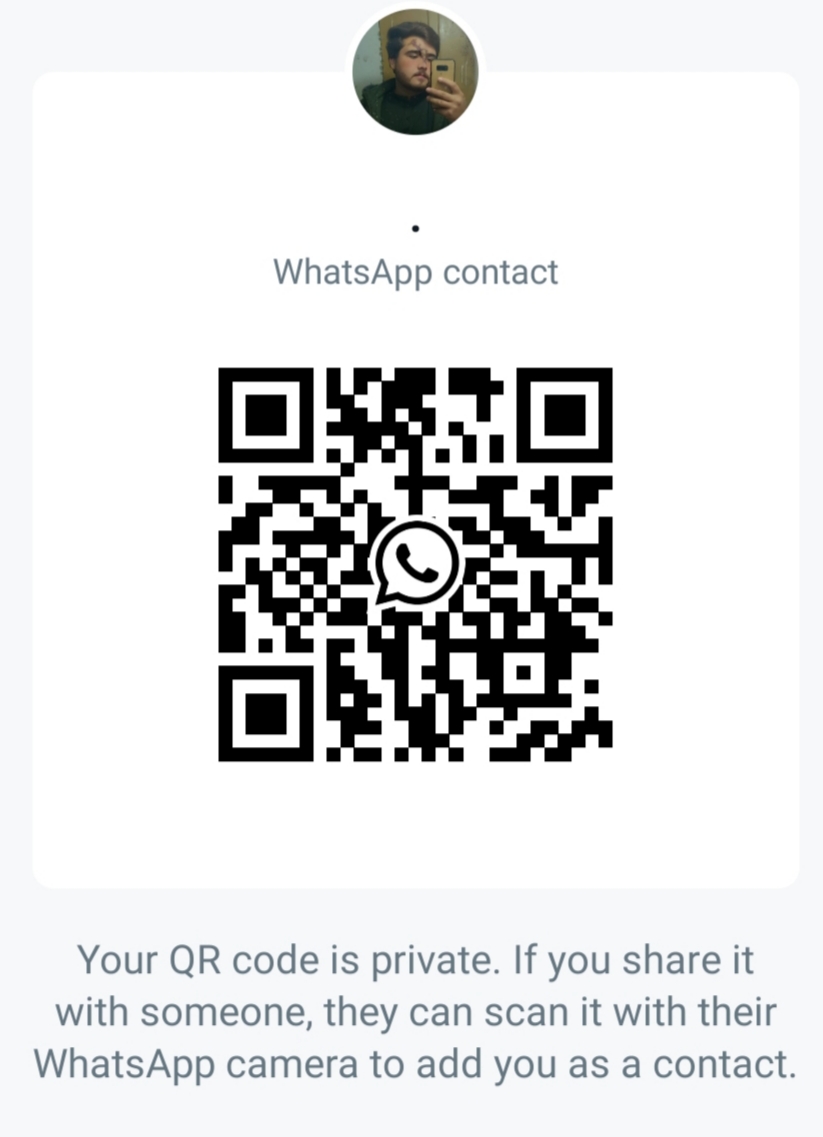 .
WhatsApp contact
Your QR code is private. If you share it
with someone, they can scan it with their
WhatsApp camera to add you as a contact.